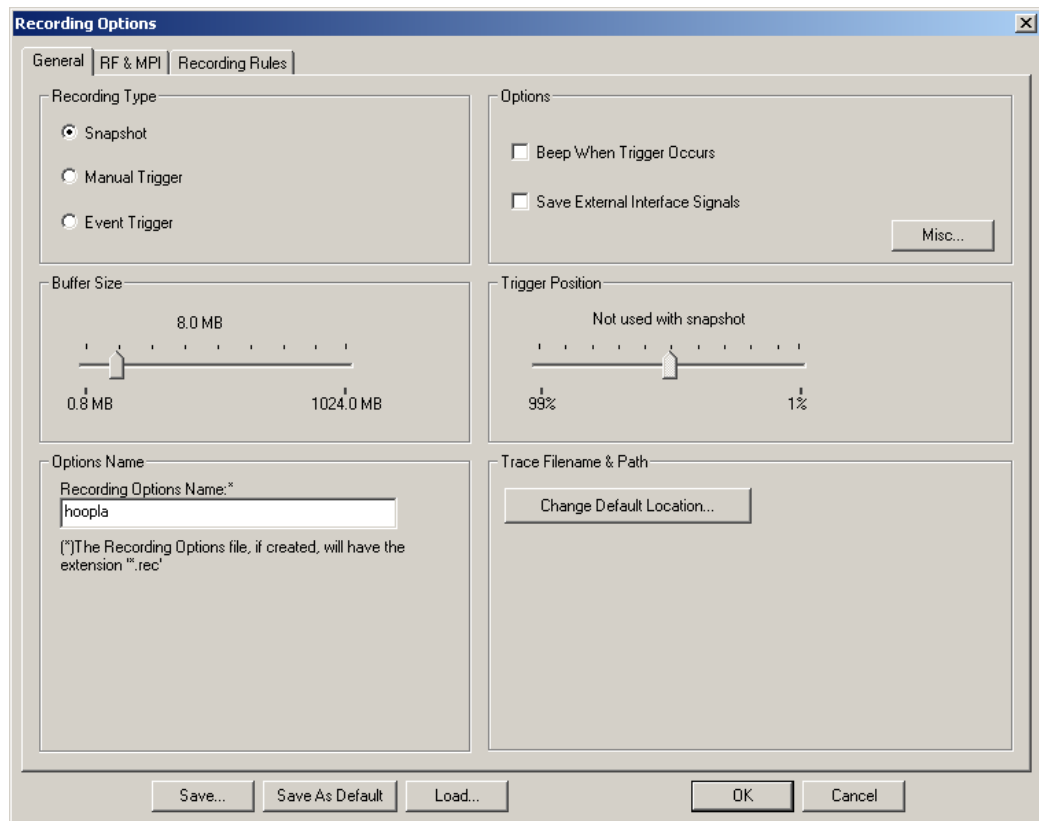 Recording Options
General
RF & MPI
Recording Rules
Recording Type
Snapshot
Manual Trigger
Event Trigger
Options
Beep When Trigger Occurs
Save External Interface Signals
Misc...
Buffer Size
8.0 MB
0.8 MB
1024.0 MB
Trigger Position
Not used with snapshot
99%
1%
Options Name
Recording Options Name:*
hoopla
(*)The Recording Options file, if created, will have the
extension '*.rec'
Trace Filename & Path
Change Default Location...
Save...
Save As Default
Load...
OK
Cancel